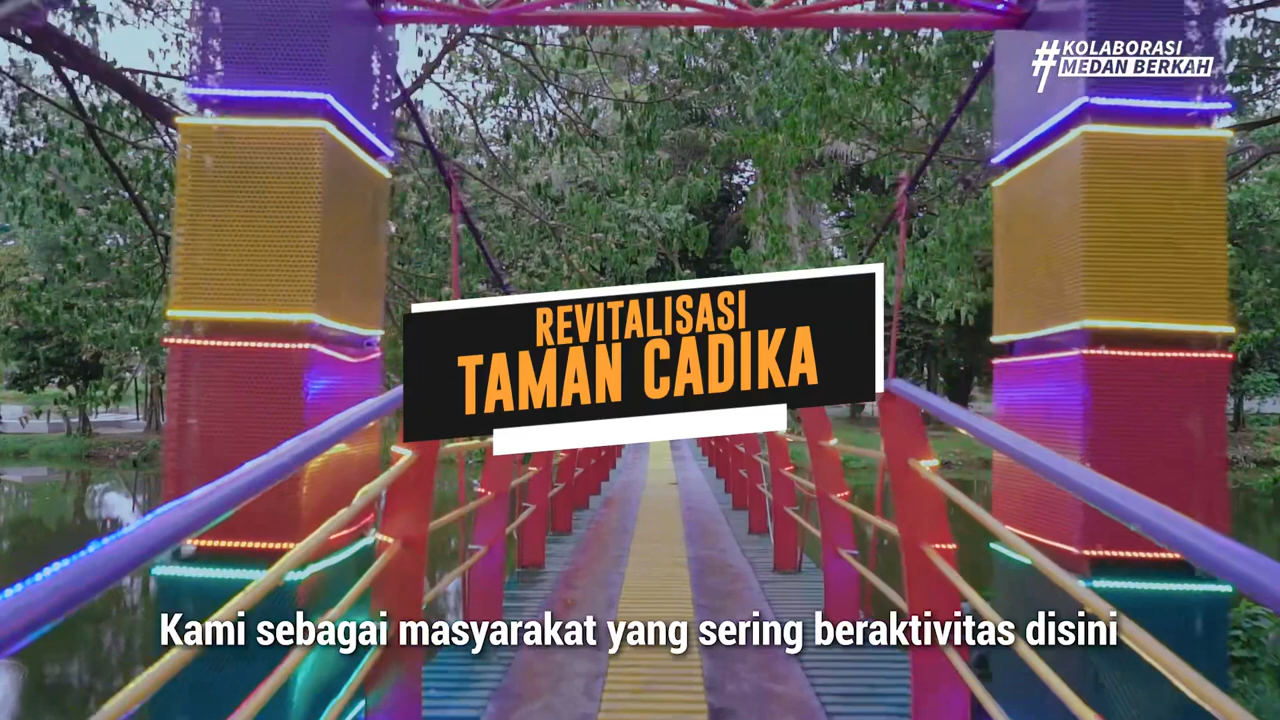 #KOLABORASI
MEDAN BERKAH
REVITALISASI
TAMAN CADIKA
Kami sebagai masyarakat yang sering beraktivitas disini